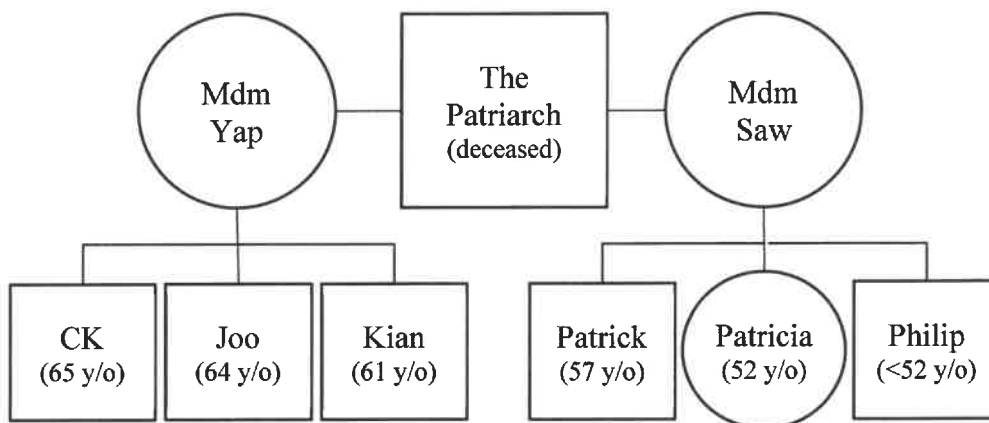 Mdm
Yap
The
Patriarch
(deceased)
Mdm
Saw
CK
(65 y/o)
Joo
(64 y/o)
Kian
(61 y/o)
Patrick
(57 y/o)
Patricia
(52 y/o)
Philip
(<52 y/o)